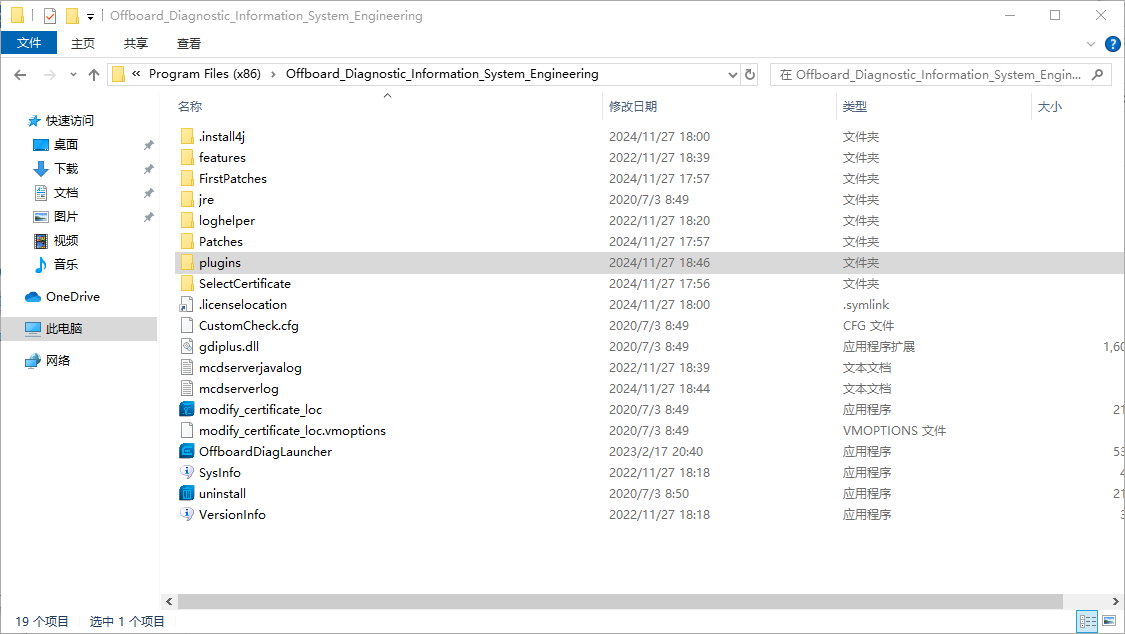 Offboard_Diagnostic_Information_System_Engineering
文件 主页 共享 查看
« Program Files (x86) › Offboard_Diagnostic_Information_System_Engineering
在 Offboard_Diagnostic_Information_System_Engin...
快速访问
桌面
下载
文档
图片
视频
音乐
OneDrive
此电脑
网络
名称 修改日期 类型 大小
.install4j 2024/11/27 18:00 文件夹
features 2022/11/27 18:39 文件夹
FirstPatches 2024/11/27 17:57 文件夹
jre 2020/7/3 8:49 文件夹
loghelper 2022/11/27 18:20 文件夹
Patches 2024/11/27 17:57 文件夹
plugins 2024/11/27 18:46 文件夹
SelectCertificate 2024/11/27 17:56 文件夹
.licenselocation 2024/11/27 18:00 .symlink
CustomCheck.cfg 2020/7/3 8:49 CFG 文件
gdiplus.dll 2020/7/3 8:49 应用程序扩展 1,60
mcdserverjavalog 2022/11/27 18:39 文本文档
mcdserverlog 2024/11/27 18:44 文本文档
modify_certificate_loc 2020/7/3 8:49 应用程序 21
modify_certificate_loc.vmoptions 2020/7/3 8:49 VMOPTIONS 文件
OffboardDiagLauncher 2023/2/17 20:40 应用程序 53
SysInfo 2022/11/27 18:18 应用程序 4
uninstall 2020/7/3 8:50 应用程序 21
VersionInfo 2022/11/27 18:18 应用程序 3
19 个项目 选中 1 个项目